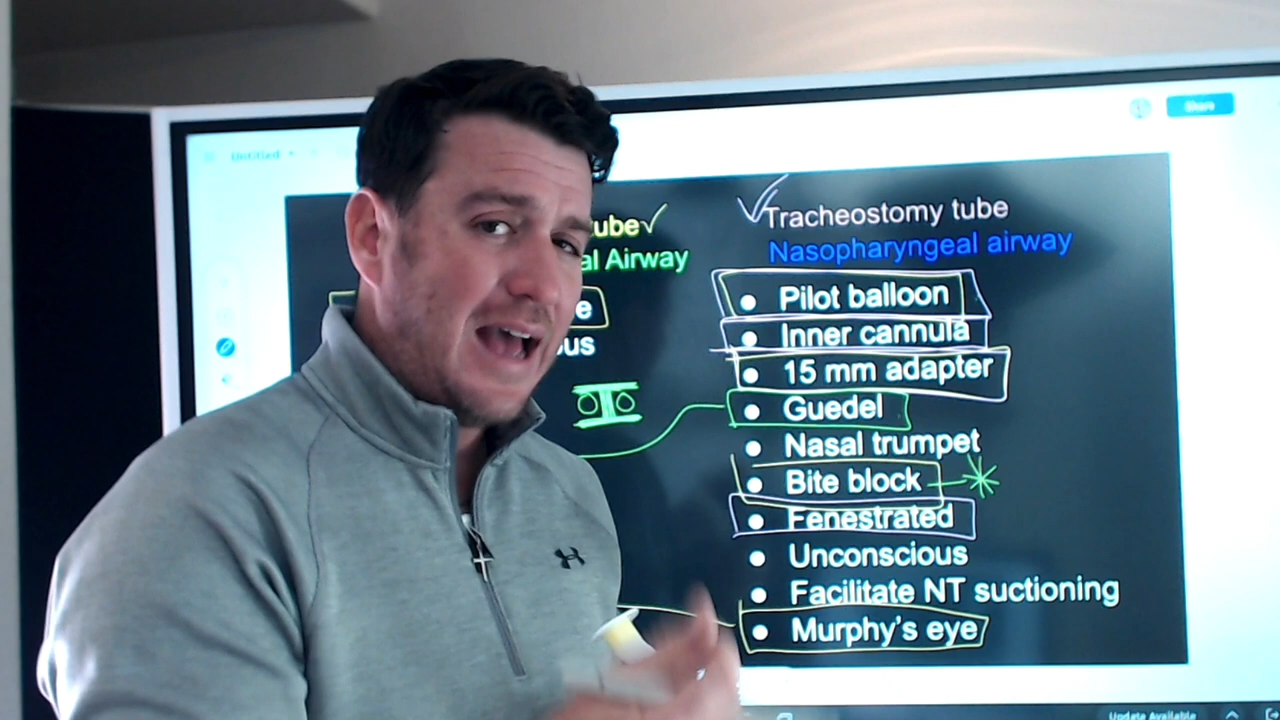 Untitled
Share
tube
Tracheostomy tube
al Airway
Nasopharyngeal airway
e
Pilot balloon
ous
Inner cannula
15 mm adapter
Guedel
Nasal trumpet
Bite block
Fenestrated
Unconscious
Facilitate NT suctioning
Murphy's eye
Update Available